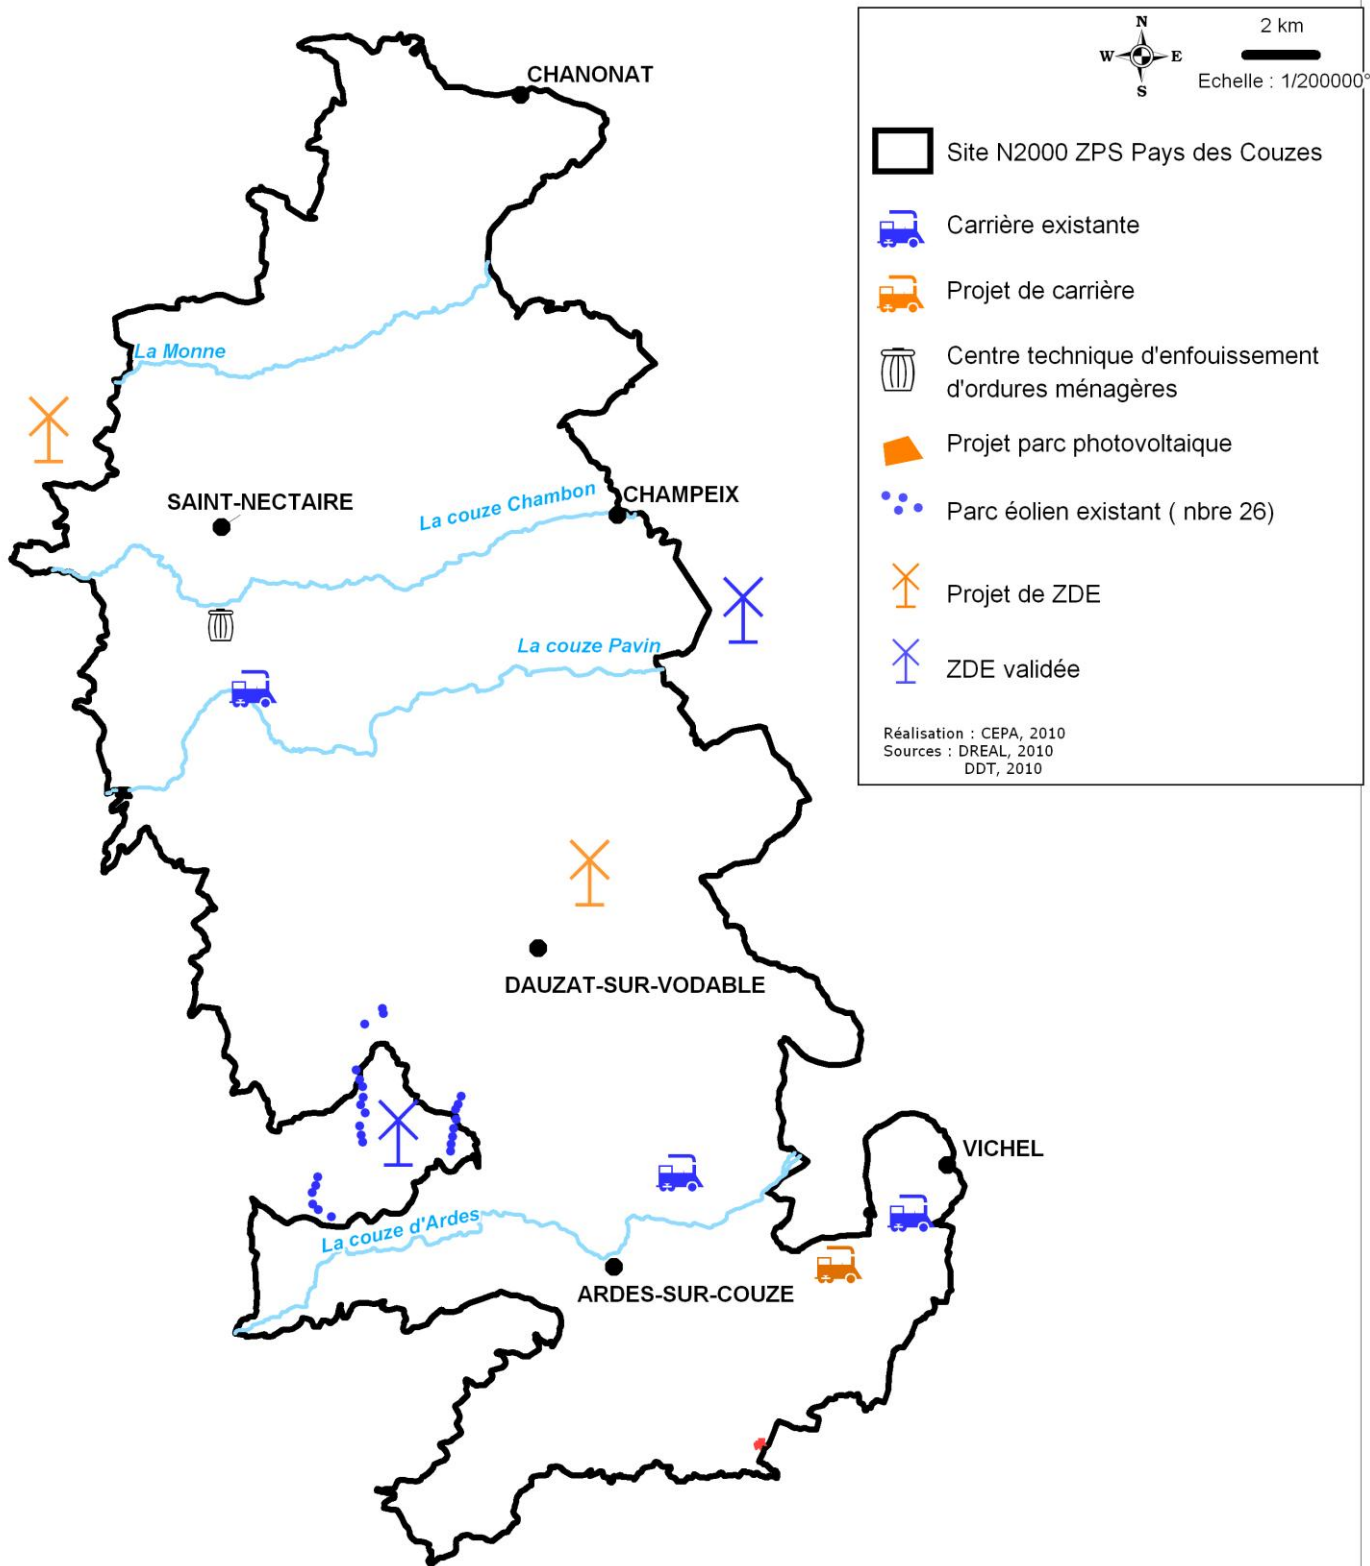 CHANONAT
La Monne
SAINT-NECTAIRE
La couze Chambon
CHAMPEIX
La couze Pavin
DAUZAT-SUR-VODABLE
VICHEL
La couze d'Ardes
ARDES-SUR-COUZE
N
W
E
S
2 km
Echelle : 1/200000°
Site N2000 ZPS Pays des Couzes
Carrière existante
Projet de carrière
Centre technique d'enfouissement
d'ordures ménagères
Projet parc photovoltaique
Parc éolien existant ( nbre 26)
Projet de ZDE
ZDE validée
Réalisation : CEPA, 2010
Sources : DREAL, 2010
DDT, 2010